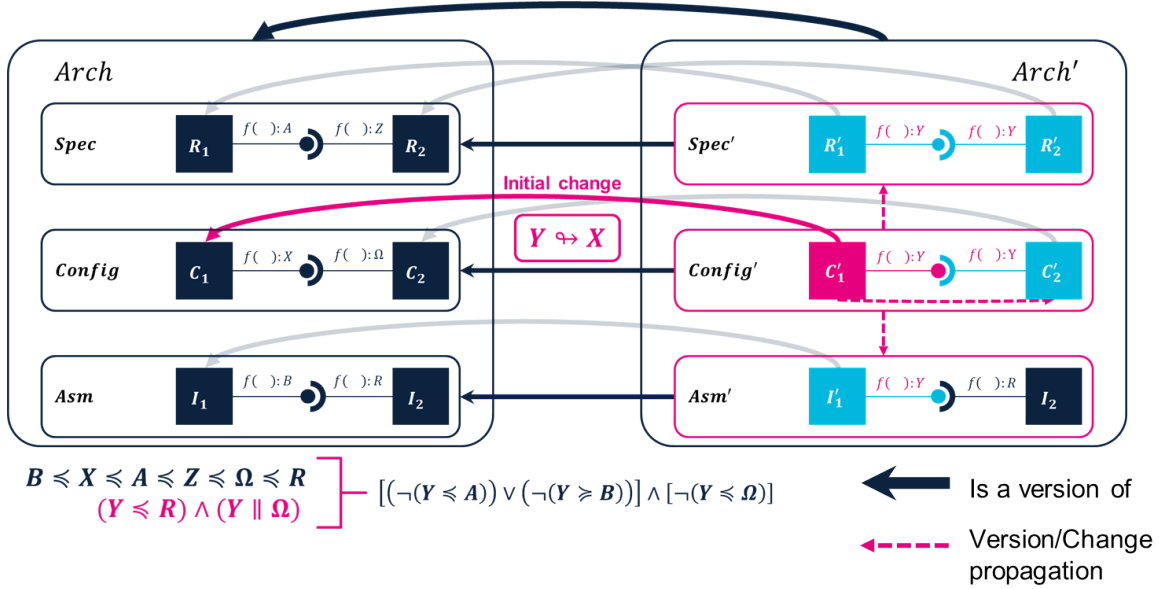 Arch
Arch′
Spec
R₁
f( ):A
f( ):Z
R₂
Spec′
R′₁
f( ):Y
f( ):Y
R′₂
Initial change
Y ↬ X
Config
C₁
f( ):X
f( ):Ω
C₂
Config′
C′₁
f( ):Y
f( ):Y
C′₂
Asm
I₁
f( ):B
f( ):R
I₂
Asm′
I′₁
f( ):Y
f( ):R
I₂
B ≼ X ≼ A ≼ Z ≼ Ω ≼ R
(Y ≼ R) ∧ (Y ∥ Ω)
[(¬(Y ≼ A)) ∨ (¬(Y ≽ B))] ∧ [¬(Y ≼ Ω)]
Is a version of
Version/Change
propagation